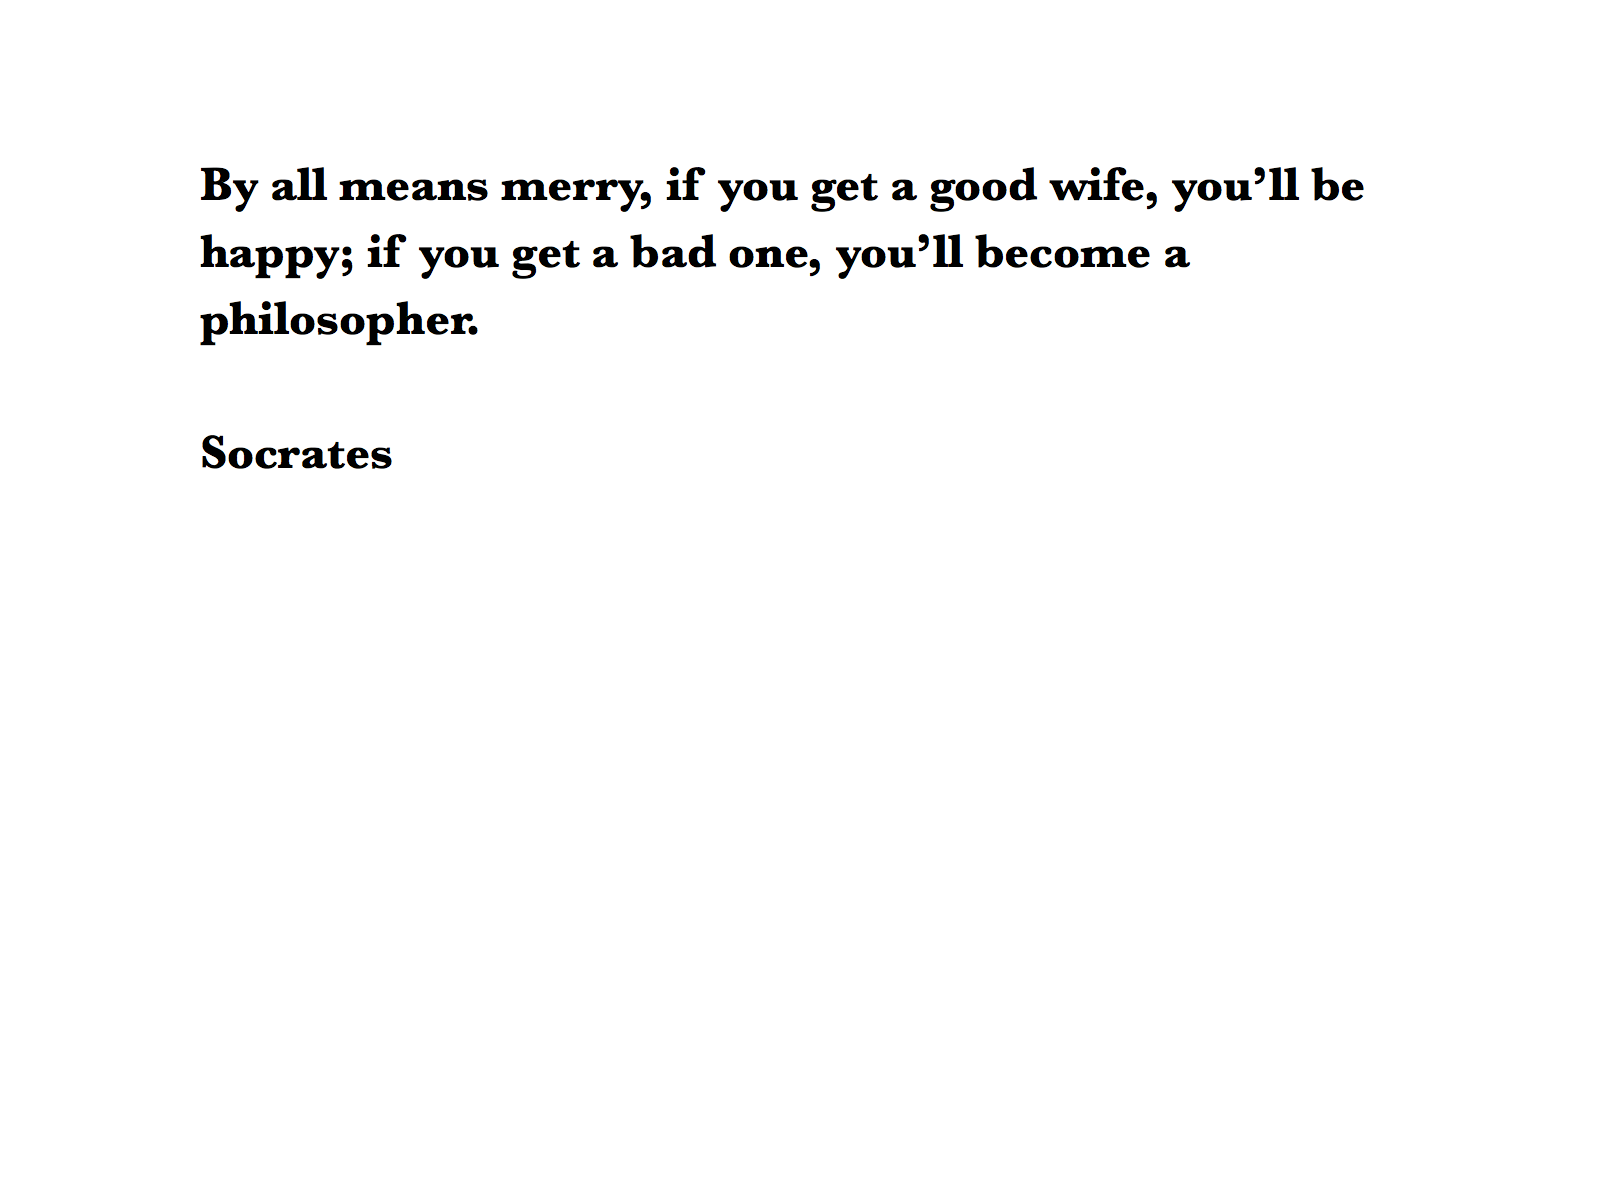 By all means merry, if you get a good wife, you’ll be
happy; if you get a bad one, you’ll become a
philosopher.
Socrates